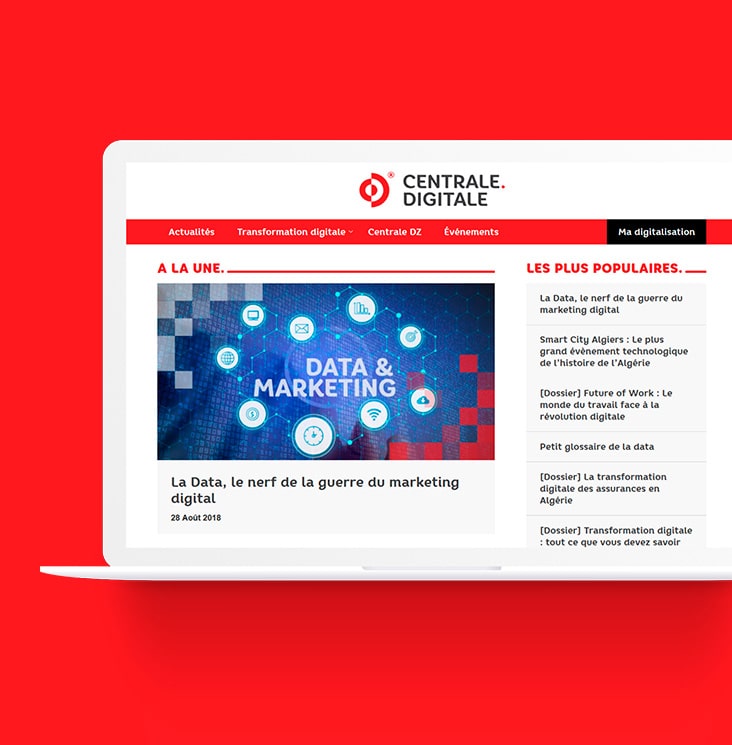 CENTRALE.
DIGITALE
Actualités
Transformation digitale
Centrale DZ
Événements
Ma digitalisation
A LA UNE.
DATA &
MARKETING
La Data, le nerf de la guerre du marketing
digital
28 Août 2018
LES PLUS POPULAIRES.
La Data, le nerf de la guerre du
marketing digital
Smart City Algiers : Le plus
grand évènement technologique
de l'histoire de l'Algérie
[Dossier] Future of Work : Le
monde du travail face à la
révolution digitale
Petit glossaire de la data
[Dossier] La transformation
digitale des assurances en
Algérie
[Dossier] Transformation digitale
: tout ce que vous devez savoir